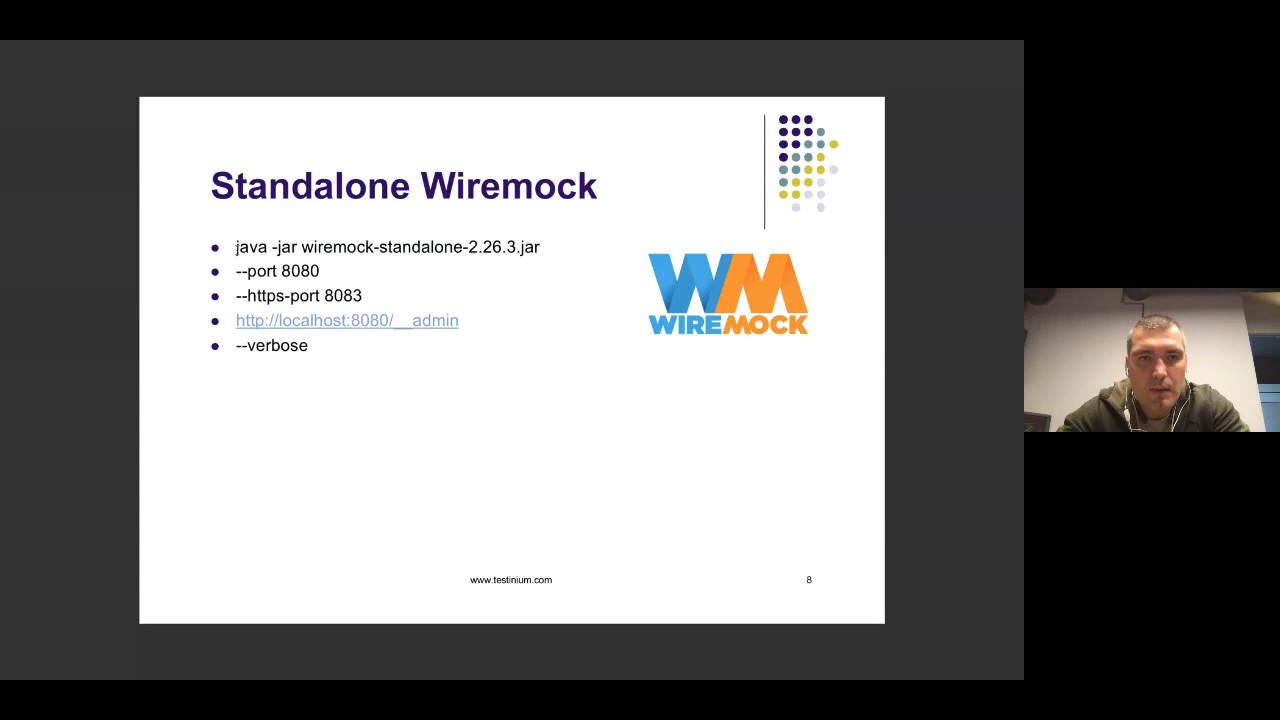 Standalone Wiremock
java -jar wiremock-standalone-2.26.3.jar
--port 8080
--https-port 8083
http://localhost:8080/__admin
--verbose
WM
WIREMOCK
www.testinium.com
8